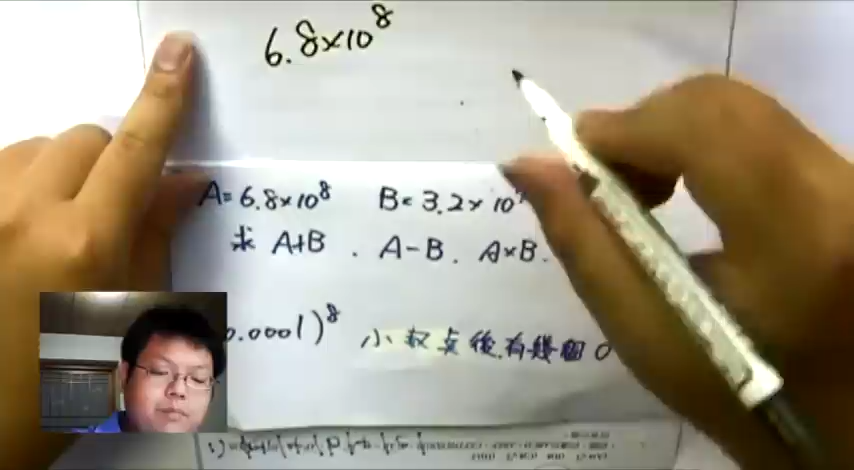 6.8×10⁸
A=6.8×10⁸ B=3.2×10
求 A+B . A-B . A×B .
0.0001)⁸ 小數點後,有幾個 0